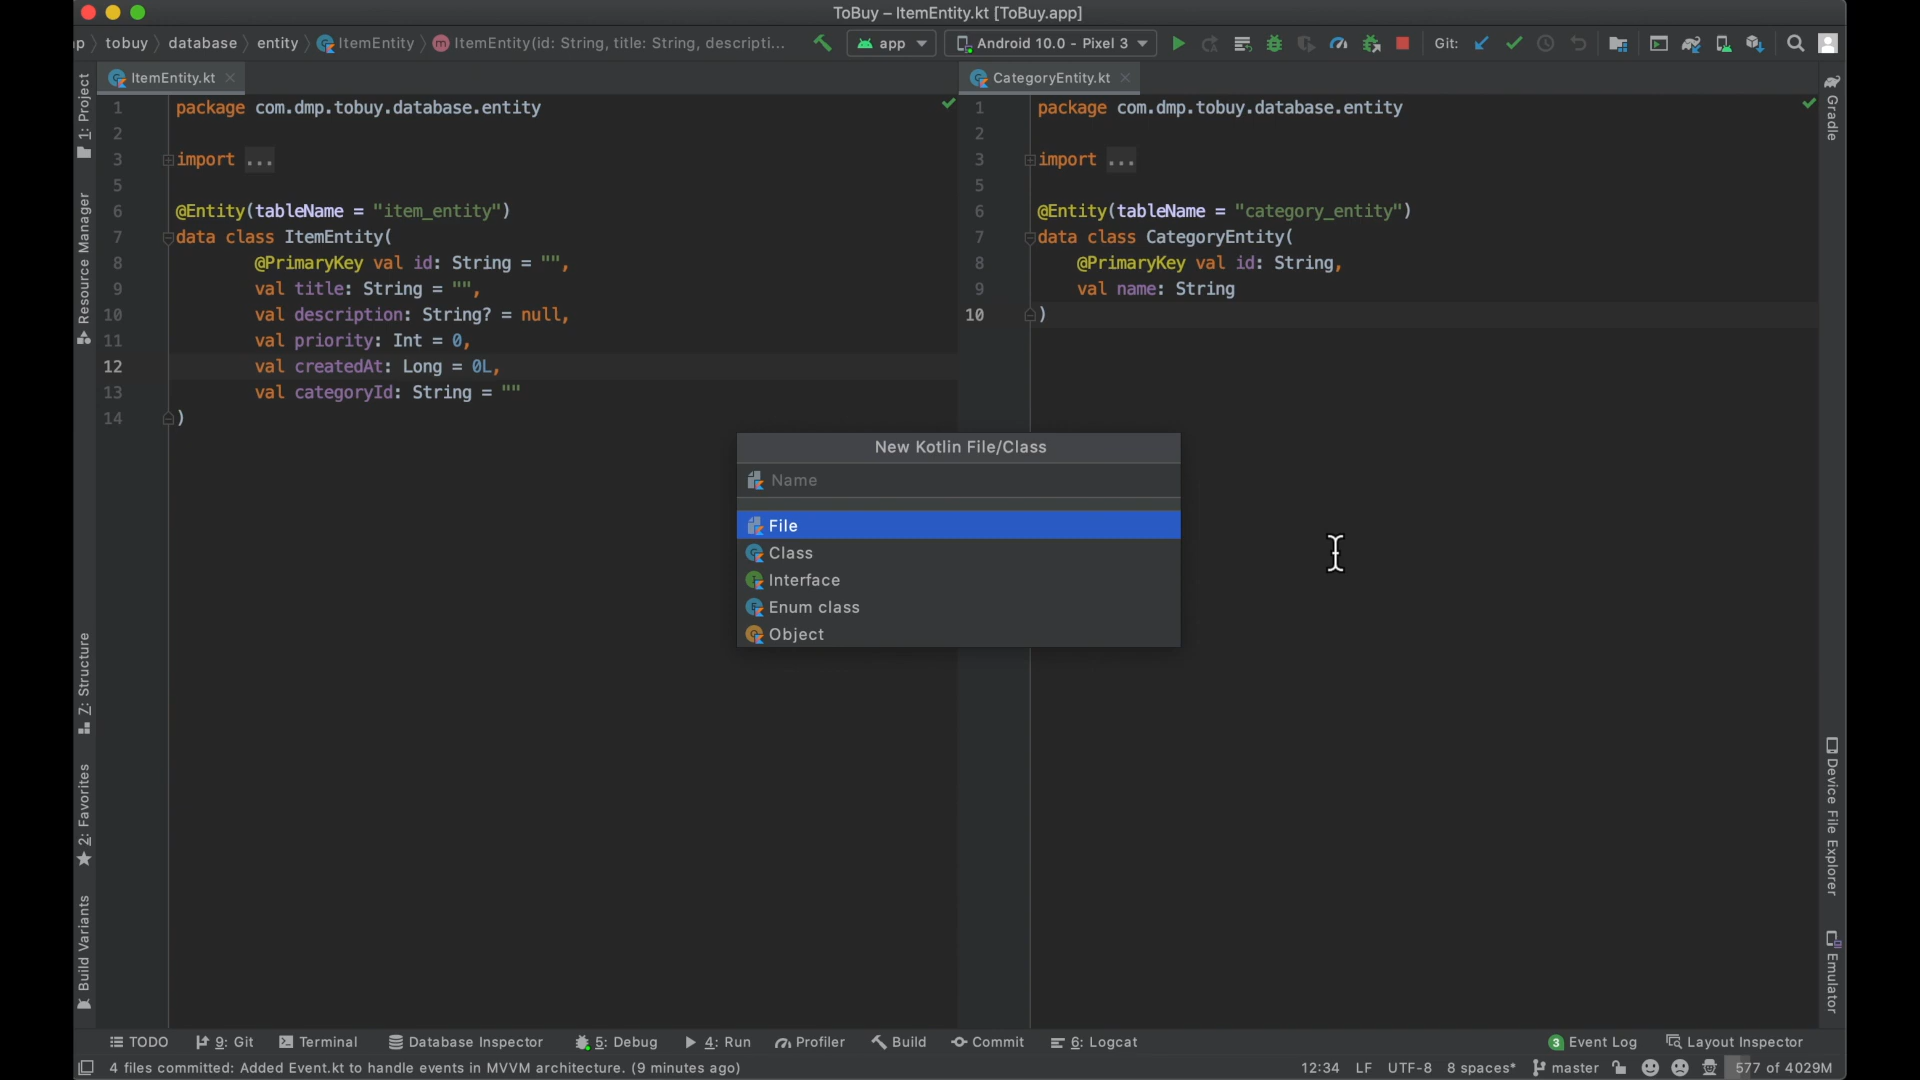 ToBuy – ItemEntity.kt [ToBuy.app]
tobuy database entity ItemEntity ItemEntity(id: String, title: String, descripti... app Android 10.0 - Pixel 3 Git:
ItemEntity.kt
CategoryEntity.kt
1 package com.dmp.tobuy.database.entity
2
3 import ...
5
6 @Entity(tableName = "item_entity")
7 data class ItemEntity(
8 @PrimaryKey val id: String = "",
9 val title: String = "",
10 val description: String? = null,
11 val priority: Int = 0,
12 val createdAt: Long = 0L,
13 val categoryId: String = ""
14 )
1 package com.dmp.tobuy.database.entity
2
3 import ...
5
6 @Entity(tableName = "category_entity")
7 data class CategoryEntity(
8 @PrimaryKey val id: String,
9 val name: String
10 )
New Kotlin File/Class
Name
File
Class
Interface
Enum class
Object
1: Project
Resource Manager
Z: Structure
2: Favorites
Build Variants
Gradle
Device File Explorer
Emulator
TODO 9: Git Terminal Database Inspector 5: Debug 4: Run Profiler Build Commit 6: Logcat 3 Event Log Layout Inspector
4 files committed: Added Event.kt to handle events in MVVM architecture. (9 minutes ago) 12:34 LF UTF-8 8 spaces* master 577 of 4029M